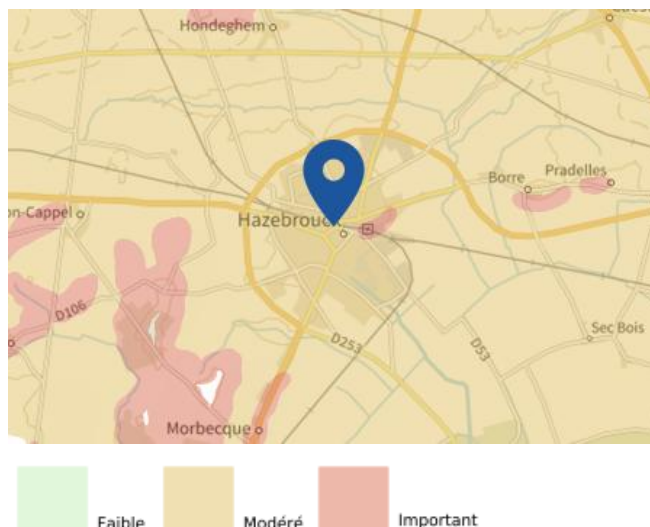 Hondeghem
Borre
Pradelles
on-Cappel
Hazebrouck
D106
D253
D53
Sec Bois
Morbecque
Faible
Modéré
Important